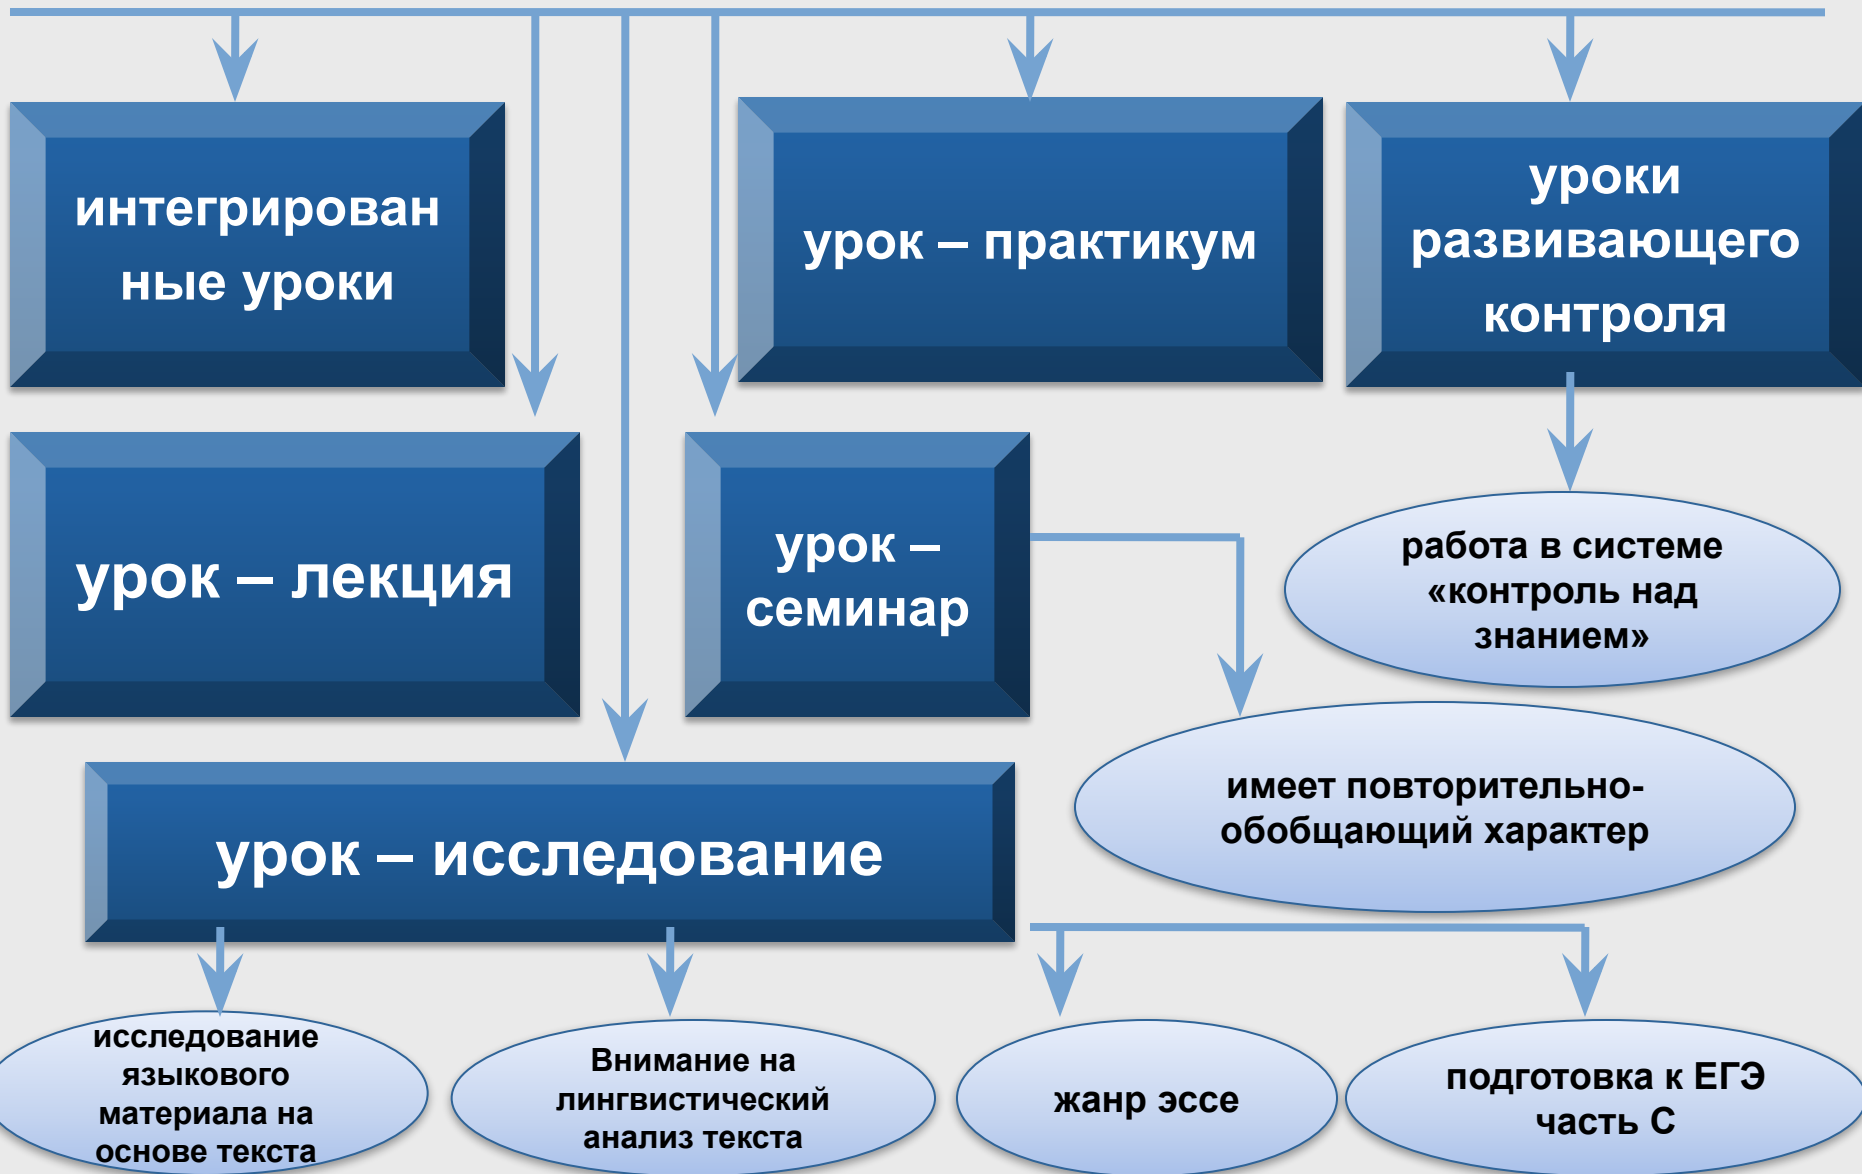 интегрирован
ные уроки
урок – практикум
уроки
развивающего
контроля
урок – лекция
урок –
семинар
работа в системе
«контроль над
знанием»
имеет повторительно-
обобщающий характер
урок – исследование
исследование
языкового
материала на
основе текста
Внимание на
лингвистический
анализ текста
жанр эссе
подготовка к ЕГЭ
часть С